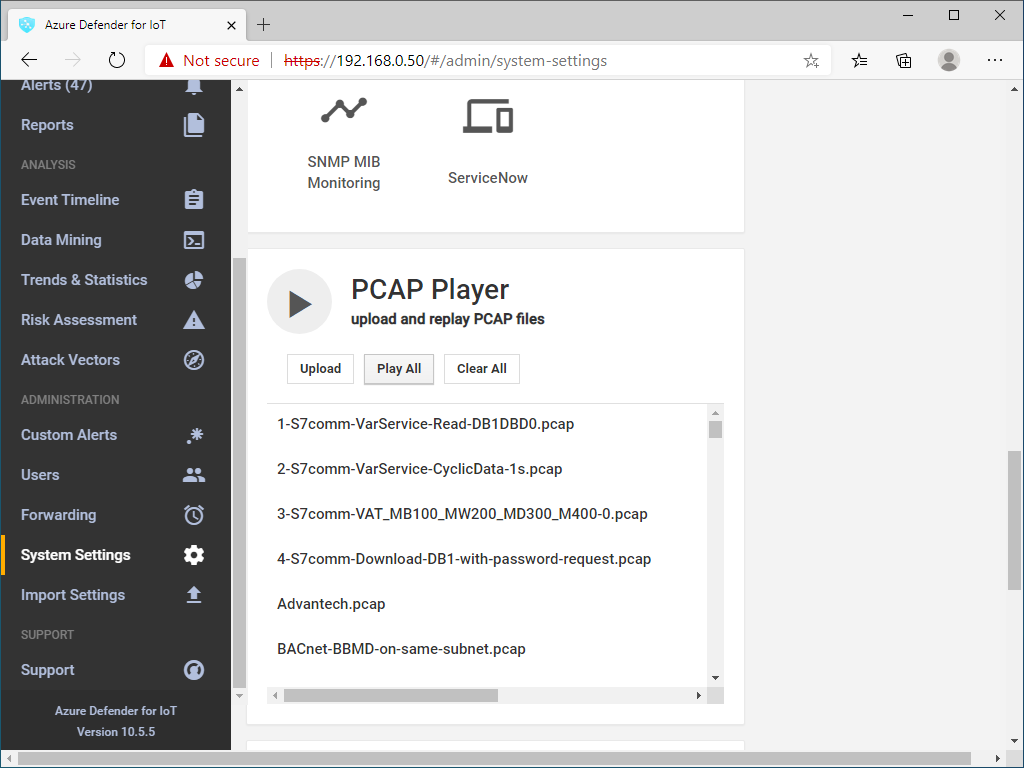 Azure Defender for IoT
Not secure https://192.168.0.50/#/admin/system-settings
Alerts (47)
Reports
ANALYSIS
Event Timeline
Data Mining
Trends & Statistics
Risk Assessment
Attack Vectors
ADMINISTRATION
Custom Alerts
Users
Forwarding
System Settings
Import Settings
SUPPORT
Support
Azure Defender for IoT
Version 10.5.5
SNMP MIB
Monitoring
ServiceNow
PCAP Player
upload and replay PCAP files
Upload Play All Clear All
1-S7comm-VarService-Read-DB1DBD0.pcap
2-S7comm-VarService-CyclicData-1s.pcap
3-S7comm-VAT_MB100_MW200_MD300_M400-0.pcap
4-S7comm-Download-DB1-with-password-request.pcap
Advantech.pcap
BACnet-BBMD-on-same-subnet.pcap